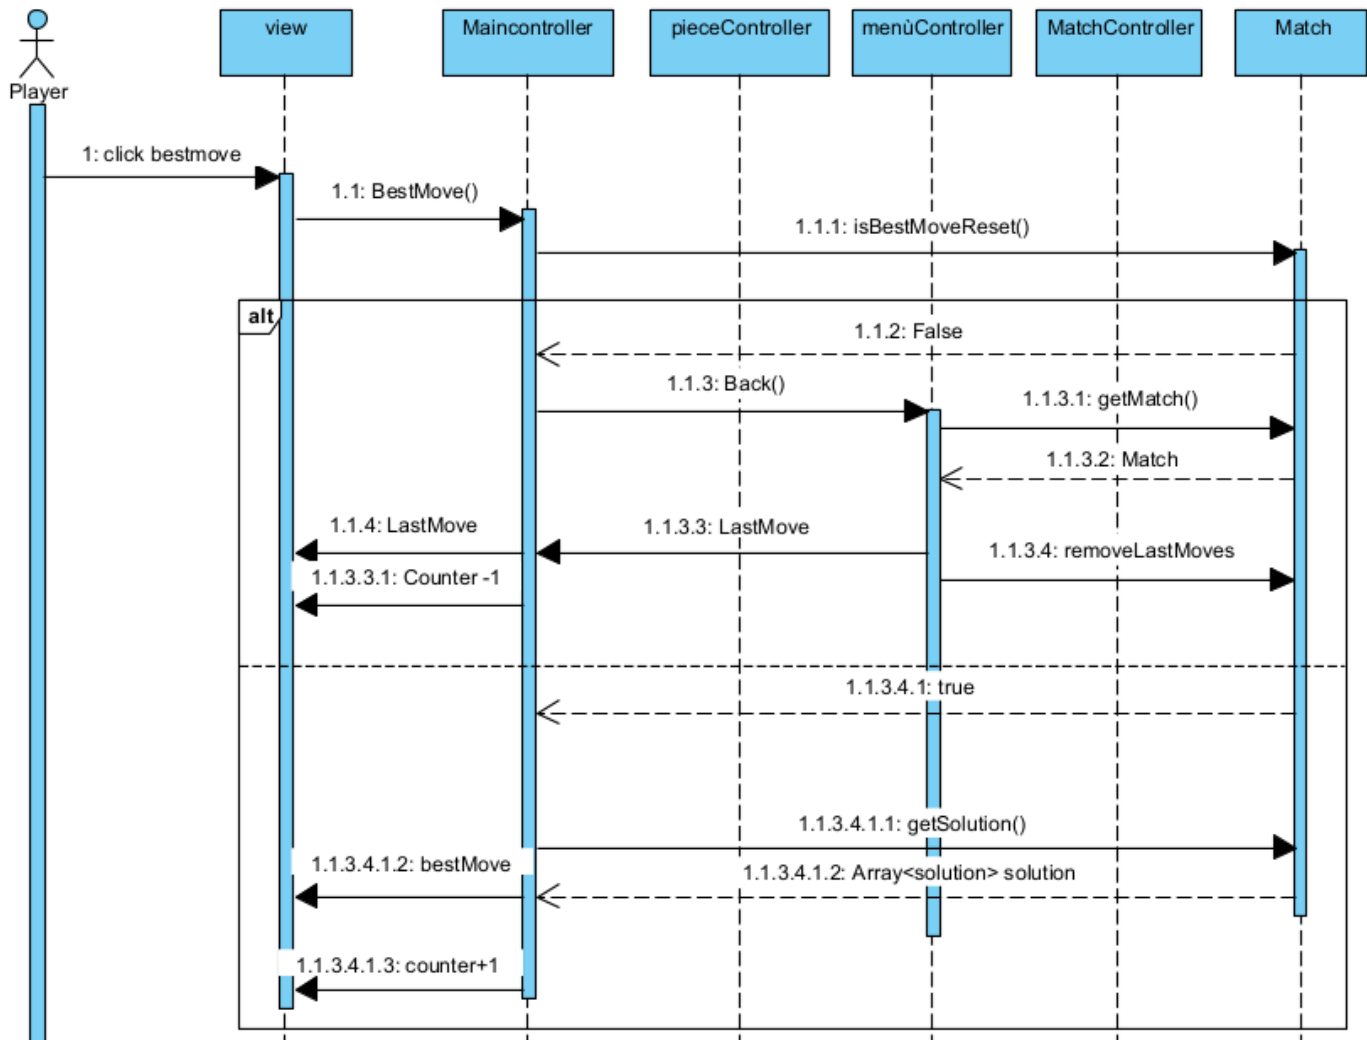 view
Maincontroller
pieceController
menùController
MatchController
Match
Player
1: click bestmove
1.1: BestMove()
1.1.1: isBestMoveReset()
alt
1.1.2: False
1.1.3: Back()
1.1.3.1: getMatch()
1.1.3.2: Match
1.1.4: LastMove
1.1.3.3: LastMove
1.1.3.4: removeLastMoves
1.1.3.3.1: Counter -1
1.1.3.4.1: true
1.1.3.4.1.1: getSolution()
1.1.3.4.1.2: bestMove
1.1.3.4.1.2: Array<solution> solution
1.1.3.4.1.3: counter+1